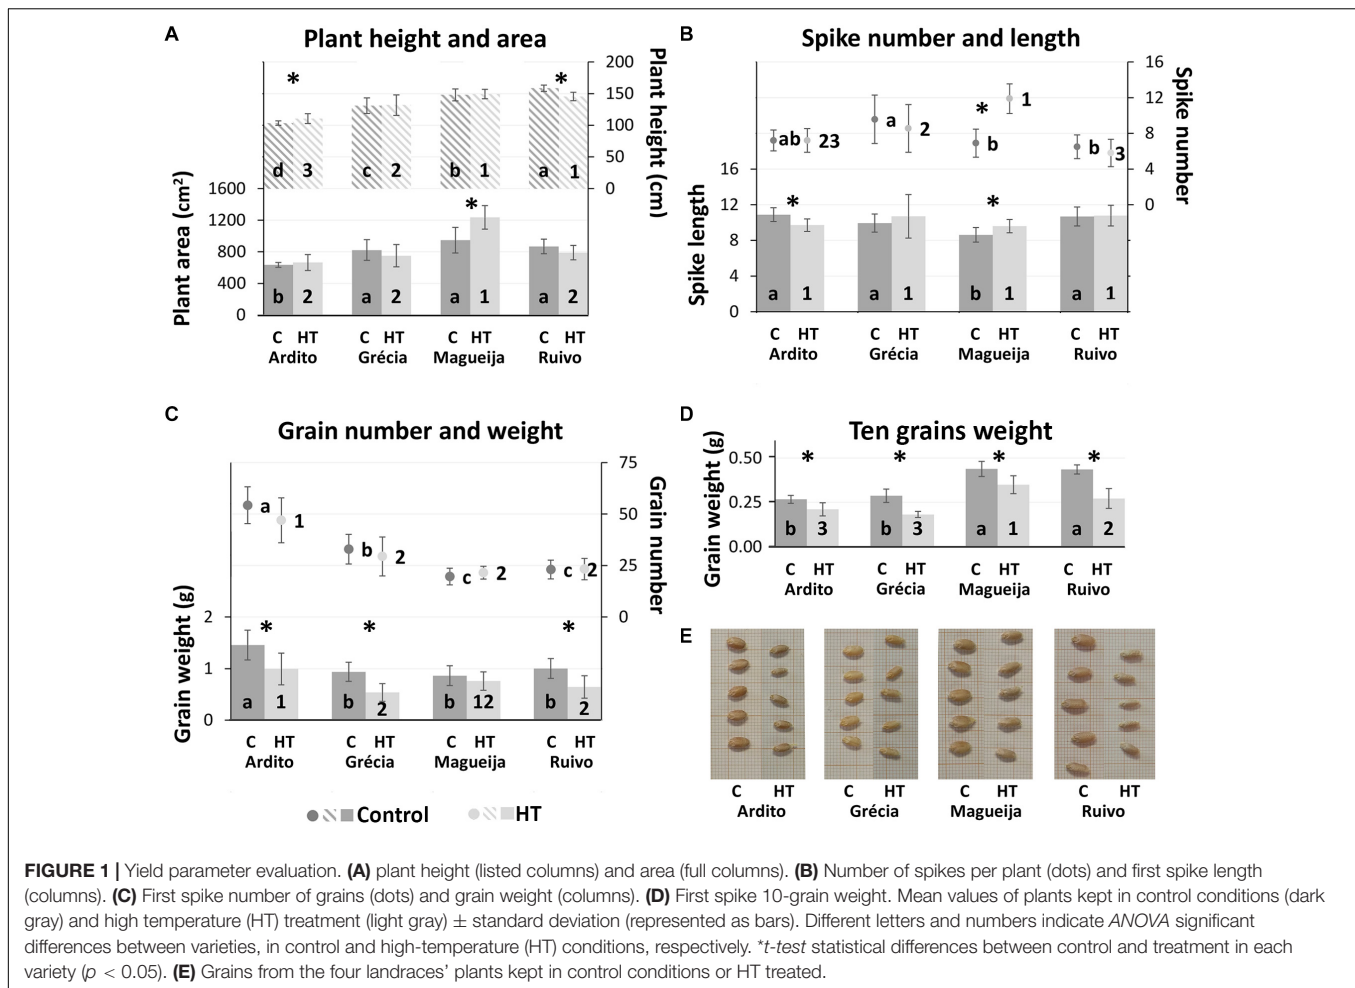 A
Plant height and area
200
150
100
50
0
Plant height (cm)
*
*
d 3 c 2 b 1 a 1
Plant area (cm²)
1600
1200
800
400
0
*
b 2 a 2 a 1 a 2
C HT C HT C HT C HT
Ardito Grécia Magueija Ruivo
B
Spike number and length
16
12
8
4
0
Spike number
ab 23 a 2 * b 1 b 3
Spike length
16
12
8
4
0
* *
a 1 a 1 b 1 a 1
C HT C HT C HT C HT
Ardito Grécia Magueija Ruivo
C
Grain number and weight
75
50
25
0
Grain number
a 1 b 2 c 2 c 2
Grain weight (g)
2
1
0
* * *
a 1 b 2 b 12 b 2
C HT C HT C HT C HT
Ardito Grécia Magueija Ruivo
Control HT
D
Ten grains weight
Grain weight (g)
0.50
0.25
0.00
* * * *
b 3 b 3 a 1 a 2
C HT C HT C HT C HT
Ardito Grécia Magueija Ruivo
E
C HT C HT C HT C HT
Ardito Grécia Magueija Ruivo
FIGURE 1 | Yield parameter evaluation. (A) plant height (listed columns) and area (full columns). (B) Number of spikes per plant (dots) and first spike length
(columns). (C) First spike number of grains (dots) and grain weight (columns). (D) First spike 10-grain weight. Mean values of plants kept in control conditions (dark
gray) and high temperature (HT) treatment (light gray) ± standard deviation (represented as bars). Different letters and numbers indicate ANOVA significant
differences between varieties, in control and high-temperature (HT) conditions, respectively. *t-test statistical differences between control and treatment in each
variety (p < 0.05). (E) Grains from the four landraces' plants kept in control conditions or HT treated.